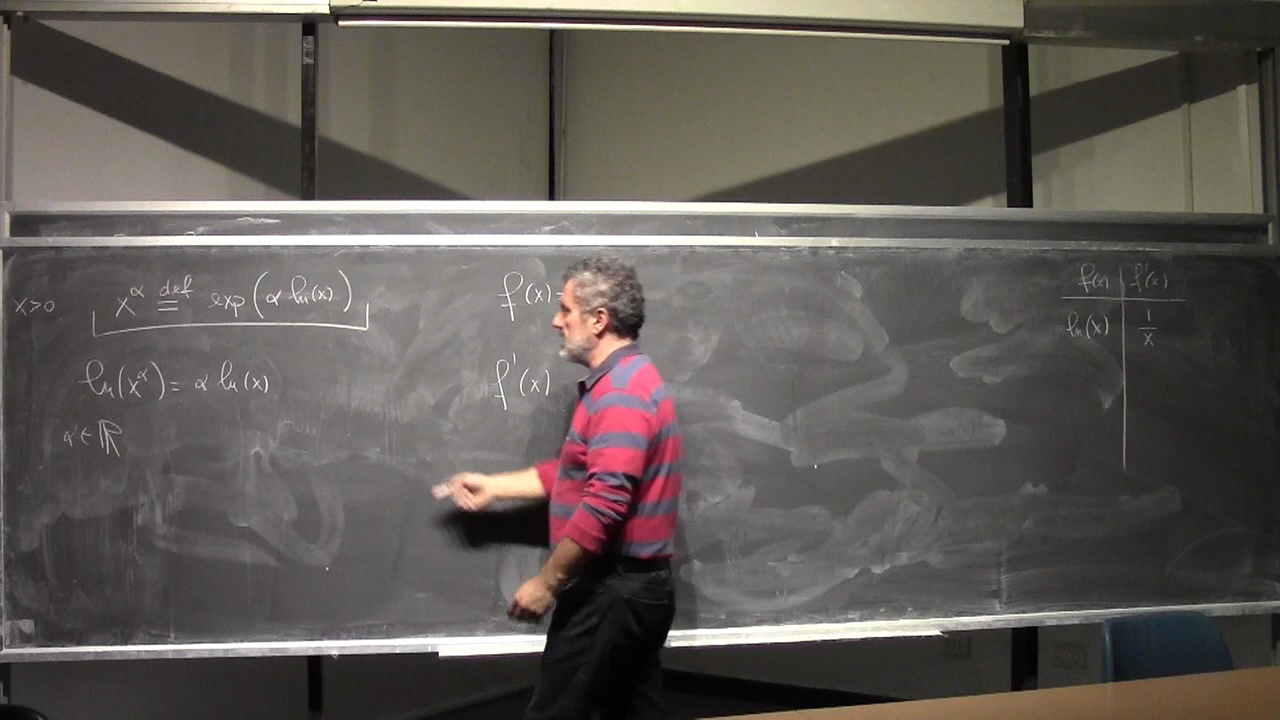 x>0 x^α =def exp(α ln(x))
ln(x^α) = α ln(x)
α ∈ ℝ
f(x)=
f'(x)
f(x) | f'(x)
ln(x) | 1/x